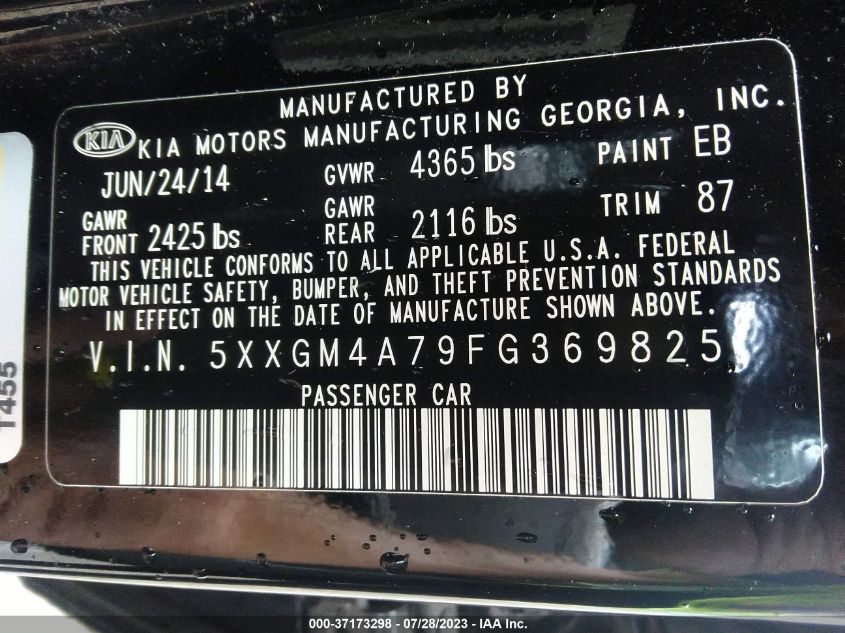 MANUFACTURED BY
KIA KIA MOTORS MANUFACTURING GEORGIA, INC.
JUN/24/14 GVWR 4365 lbs PAINT EB
GAWR FRONT 2425 lbs GAWR REAR 2116 lbs TRIM 87
THIS VEHICLE CONFORMS TO ALL APPLICABLE U.S.A. FEDERAL
MOTOR VEHICLE SAFETY, BUMPER, AND THEFT PREVENTION STANDARDS
IN EFFECT ON THE DATE OF MANUFACTURE SHOWN ABOVE.
V.I.N. 5XXGM4A79FG369825
PASSENGER CAR
T455
000-37173298 / 07/28/2023 - IAA Inc.